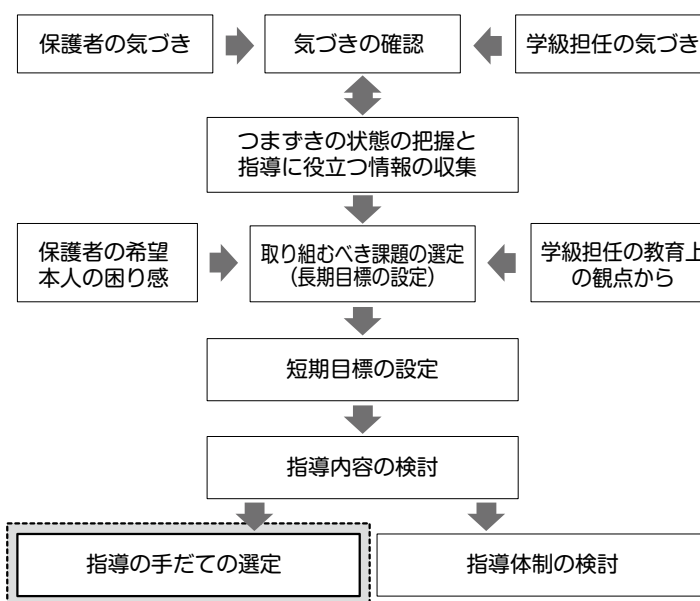 保護者の気づき
気づきの確認
学級担任の気づき
つまずきの状態の把握と
指導に役立つ情報の収集
保護者の希望
本人の困り感
取り組むべき課題の選定
（長期目標の設定）
学級担任の教育上
の観点から
短期目標の設定
指導内容の検討
指導の手だての選定
指導体制の検討